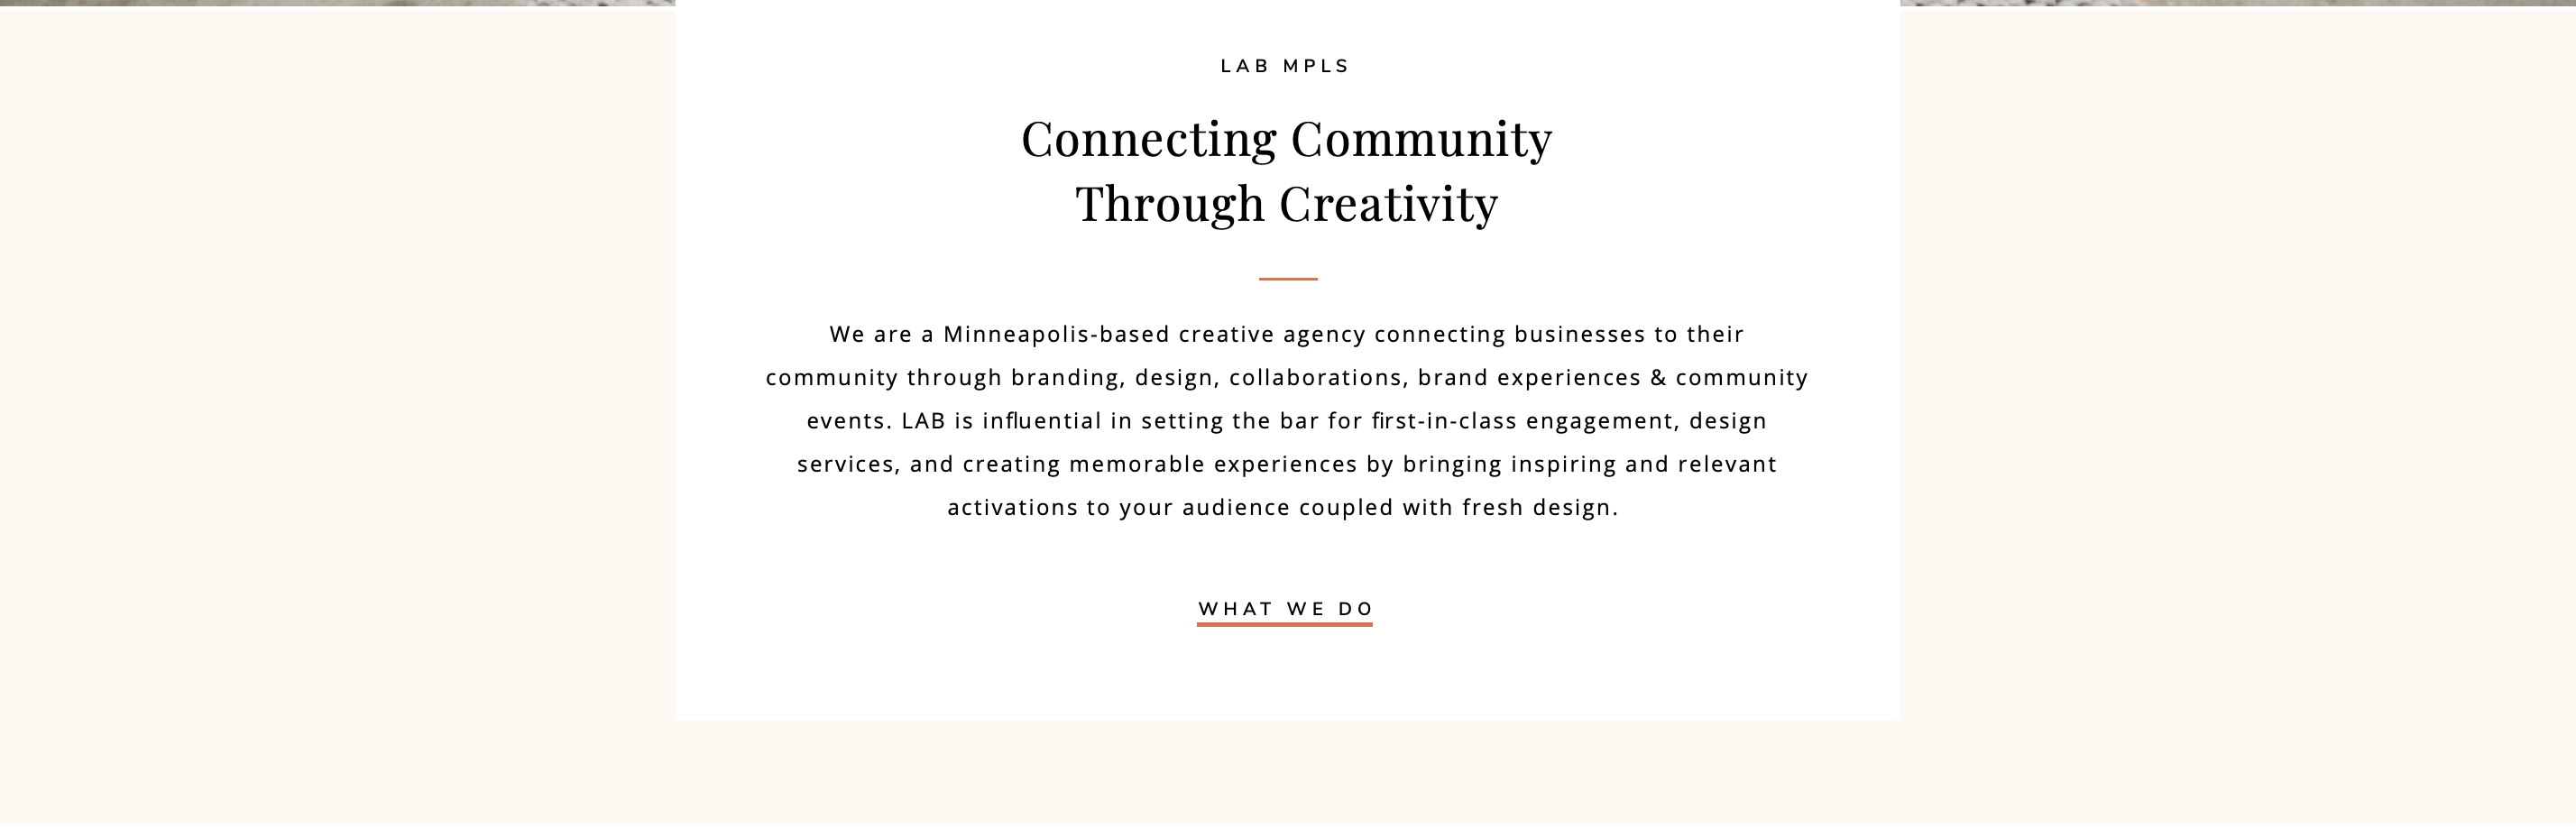 LAB MPLS
Connecting Community
Through Creativity
We are a Minneapolis-based creative agency connecting businesses to their
community through branding, design, collaborations, brand experiences & community
events. LAB is influential in setting the bar for first-in-class engagement, design
services, and creating memorable experiences by bringing inspiring and relevant
activations to your audience coupled with fresh design.
WHAT WE DO